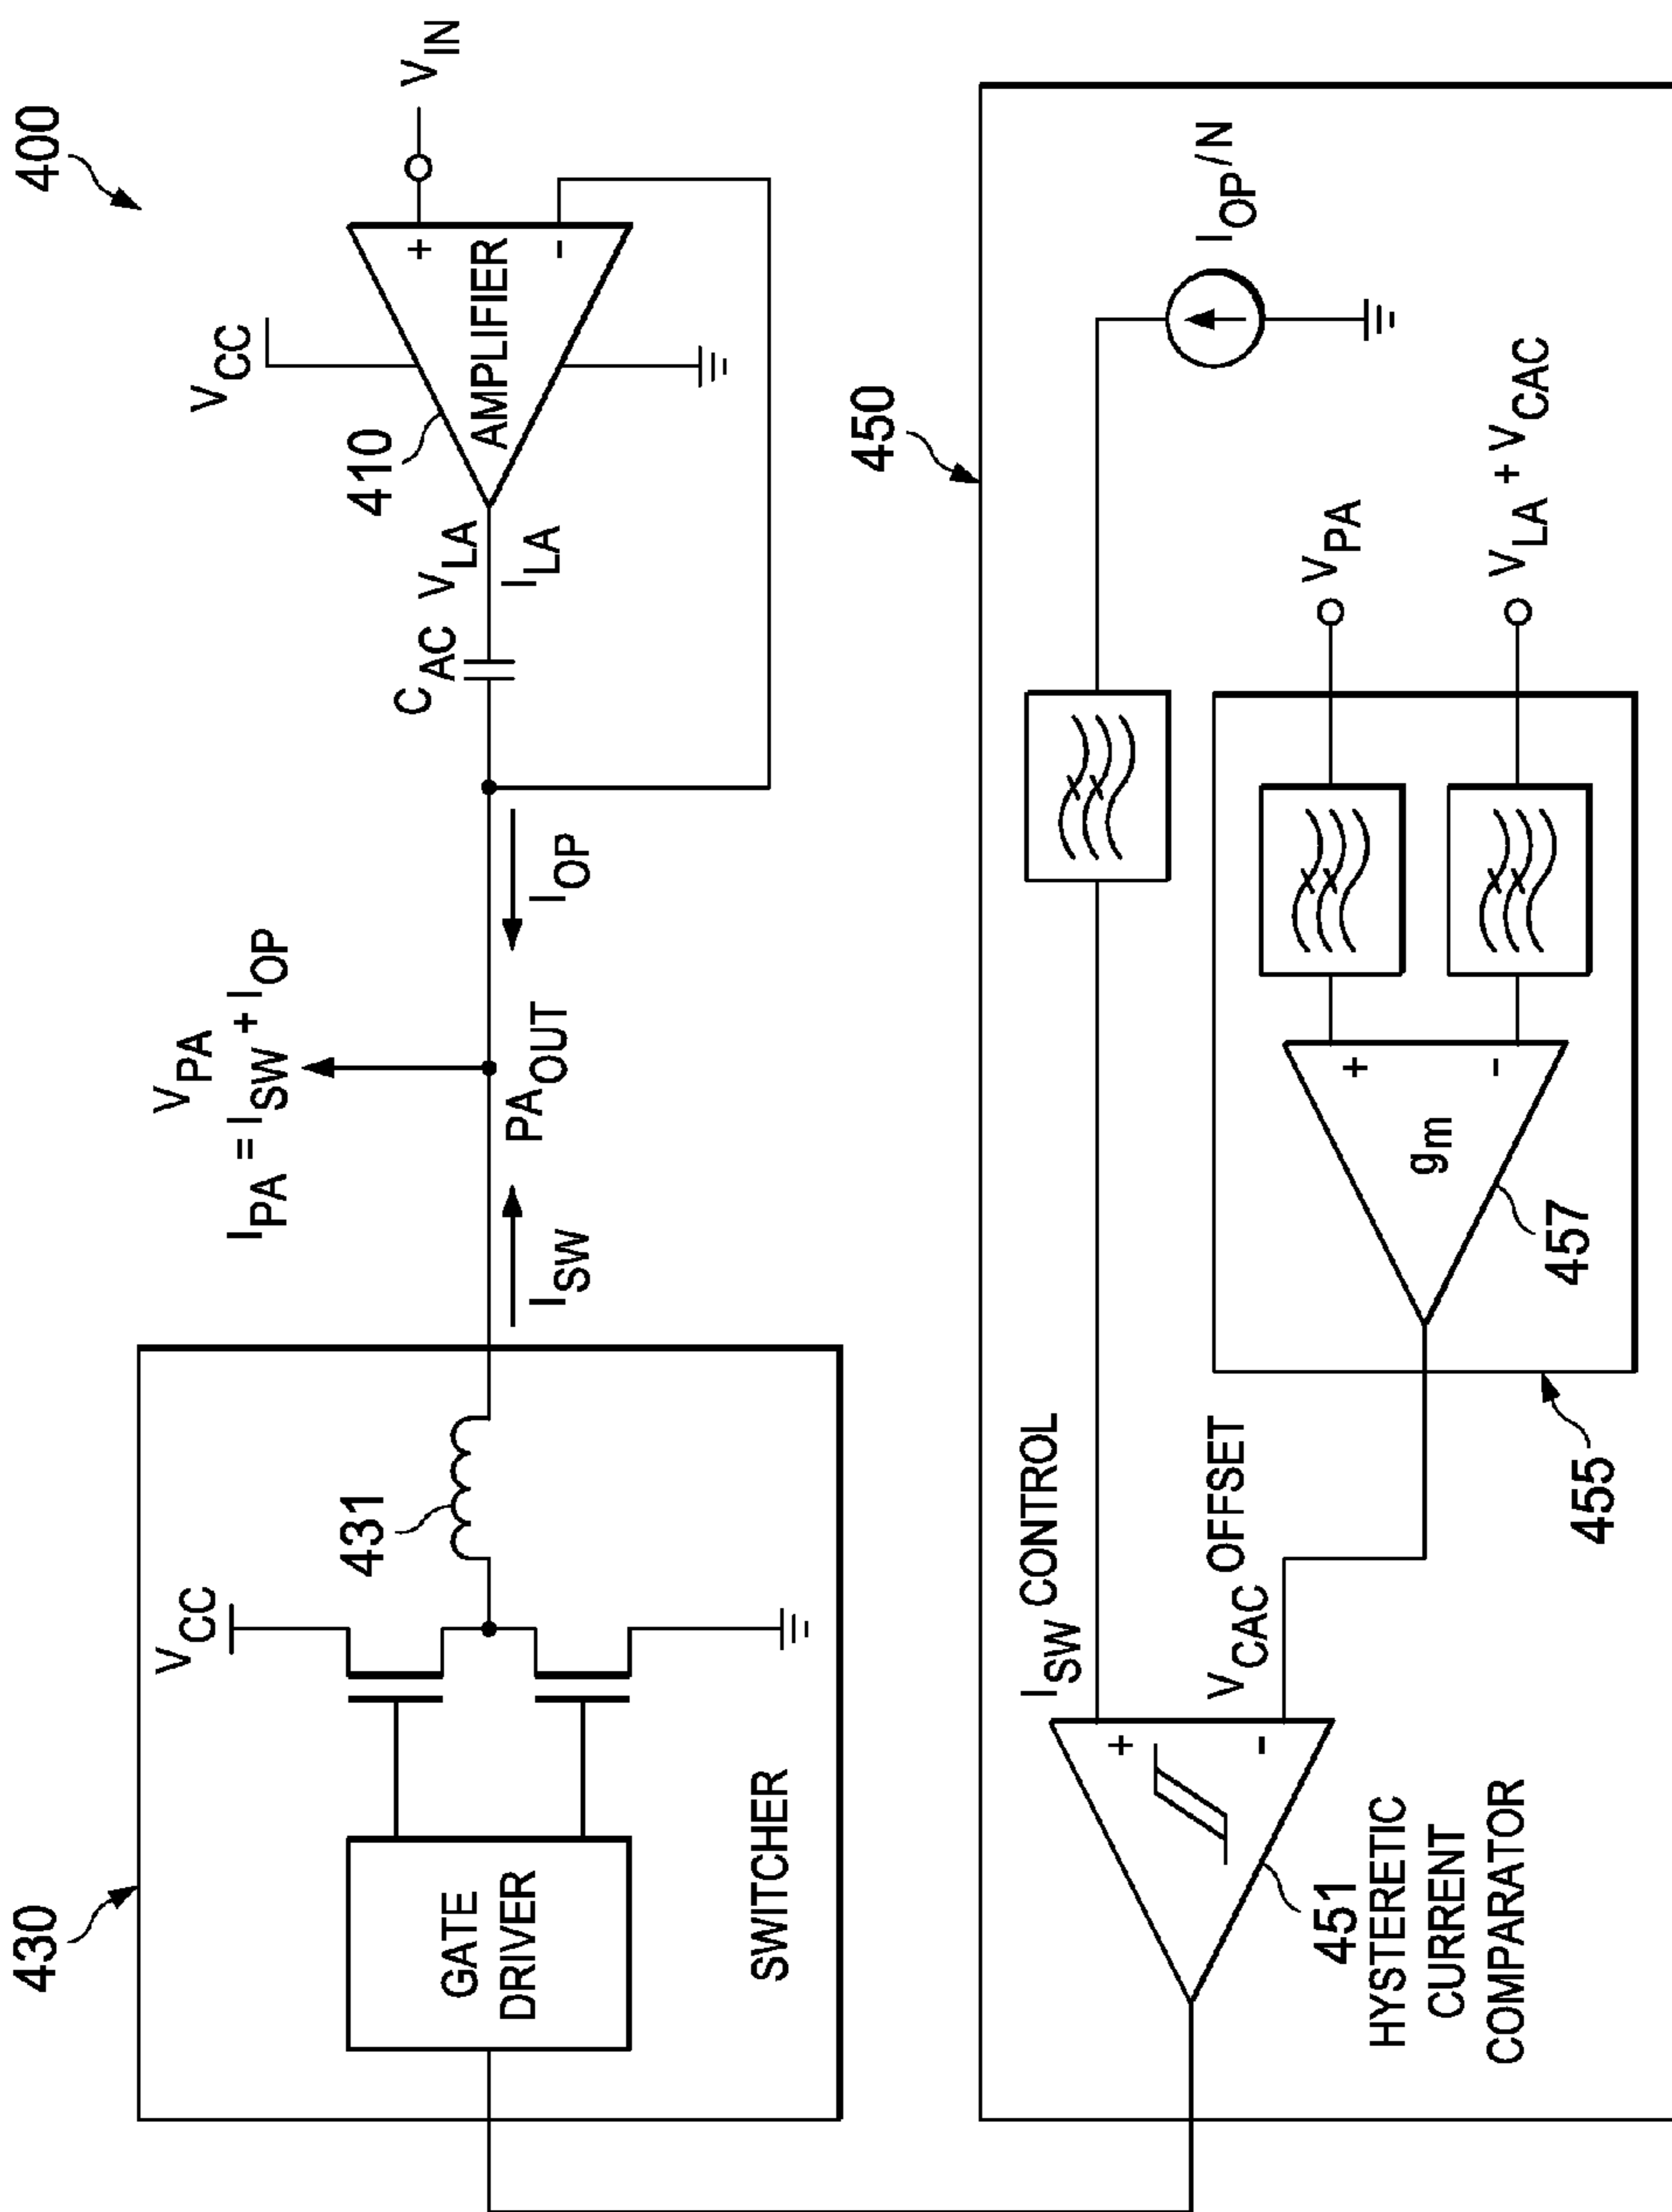 400
430
V_CC
431
GATE
DRIVER
SWITCHER
I_SW
V_PA
I_PA = I_SW + I_OP
PA_OUT
I_OP
C_AC
V_LA
I_LA
410
V_CC
AMPLIFIER
+
-
V_IN
450
I_SW CONTROL
V_CAC OFFSET
+
-
451
HYSTERETIC
CURRENT
COMPARATOR
455
457
g_m
+
-
V_PA
V_LA + V_CAC
I_OP/N